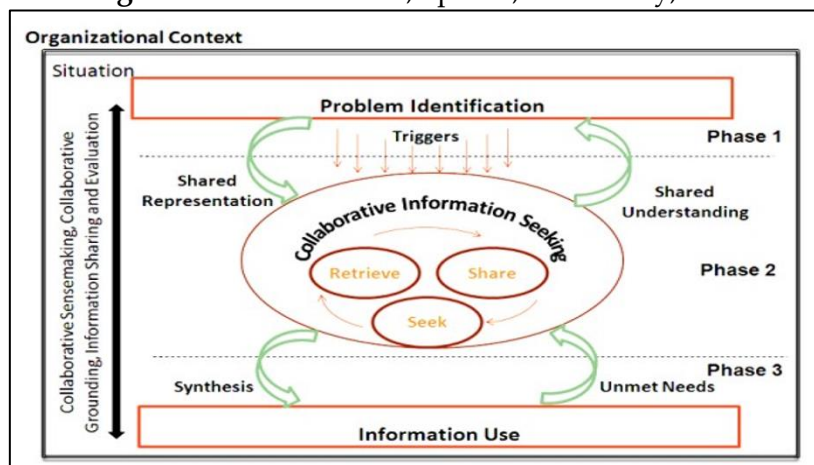 Organizational Context
Situation
Problem Identification
Triggers
Phase 1
Shared
Representation
Shared
Understanding
Collaborative Information Seeking
Retrieve
Share
Seek
Phase 2
Collaborative Sensemaking, Collaborative
Grounding, Information Sharing and Evaluation
Phase 3
Synthesis
Unmet Needs
Information Use